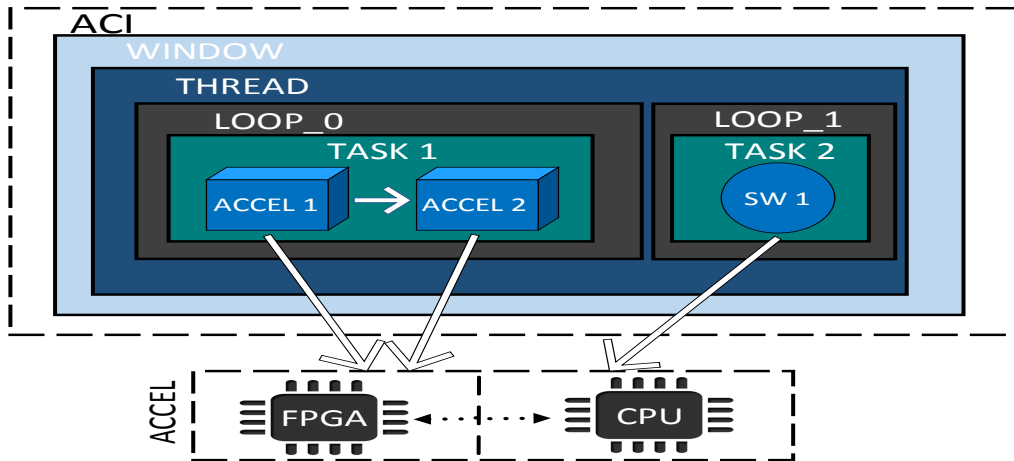 ACI
WINDOW
THREAD
LOOP_0
LOOP_1
TASK 1
TASK 2
ACCEL 1
ACCEL 2
SW 1
ACCEL
FPGA
CPU